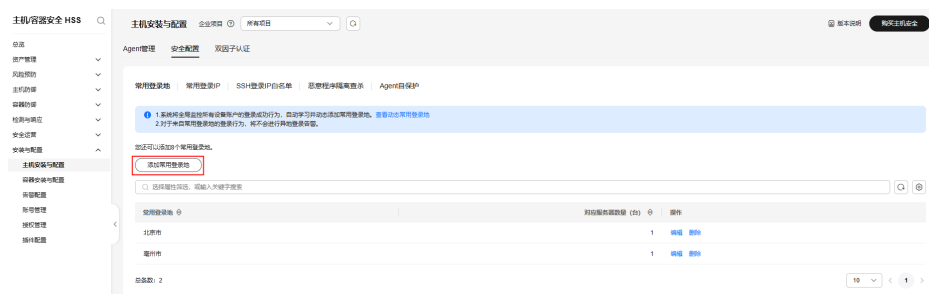 主机/容器安全 HSS
总览
资产管理
风险预防
主机防御
容器防御
检测与响应
安全运营
安装与配置
主机安装与配置
容器安装与配置
告警配置
账号管理
授权管理
插件配置
主机安装与配置 企业项目 所有项目
版本说明 购买主机安全
Agent管理 安全配置 双因子认证
常用登录地 常用登录IP SSH登录IP白名单 恶意程序隔离查杀 Agent自保护
1.系统将全局监控所有设备账户的登录成功行为，自动学习并动态添加常用登录地。查看动态常用登录地
2.对于来自常用登录地的登录行为，将不会进行异地登录告警。
您还可以添加8个常用登录地。
添加常用登录地
选择属性筛选，或输入关键字搜索
常用登录地 对应服务器数量 (台) 操作
北京市 1 编辑 删除
亳州市 1 编辑 删除
总条数：2
10 < 1 >